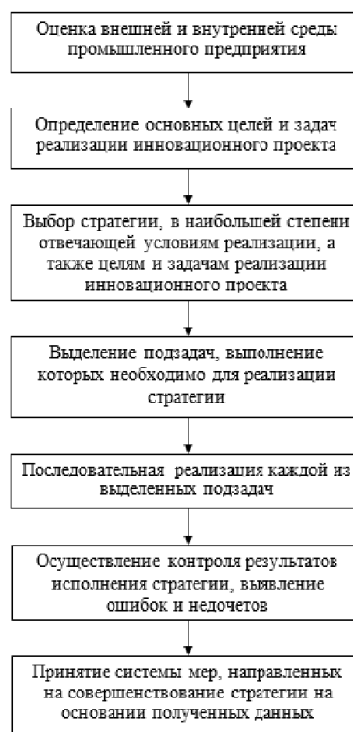 Оценка внешней и внутренней среды
промышленного предприятия
Определение основных целей и задач
реализации инновационного проекта
Выбор стратегии, в наибольшей степени
отвечающей условиям реализации, а
также целям и задачам реализации
инновационного проекта
Выделение подзадач, выполнение
которых необходимо для реализации
стратегии
Последовательная реализация каждой из
выделенных подзадач
Осуществление контроля результатов
исполнения стратегии, выявление
ошибок и недочетов
Принятие системы мер, направленных
на совершенствование стратегии на
основании полученных данных